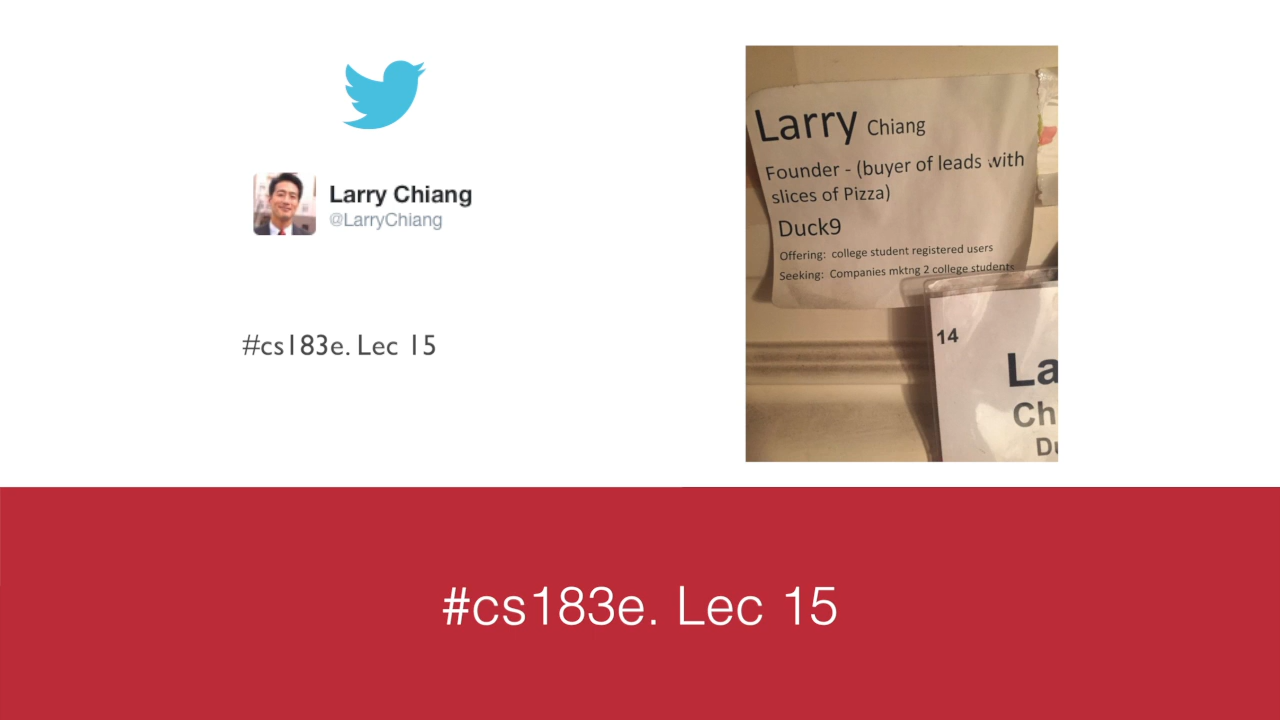 Larry Chiang
@LarryChiang
#cs183e. Lec 15
Larry Chiang
Founder - (buyer of leads with
slices of Pizza)
Duck9
Offering: college student registered users
Seeking: Companies mktng 2 college students
14
La
Ch
Du
#cs183e. Lec 15